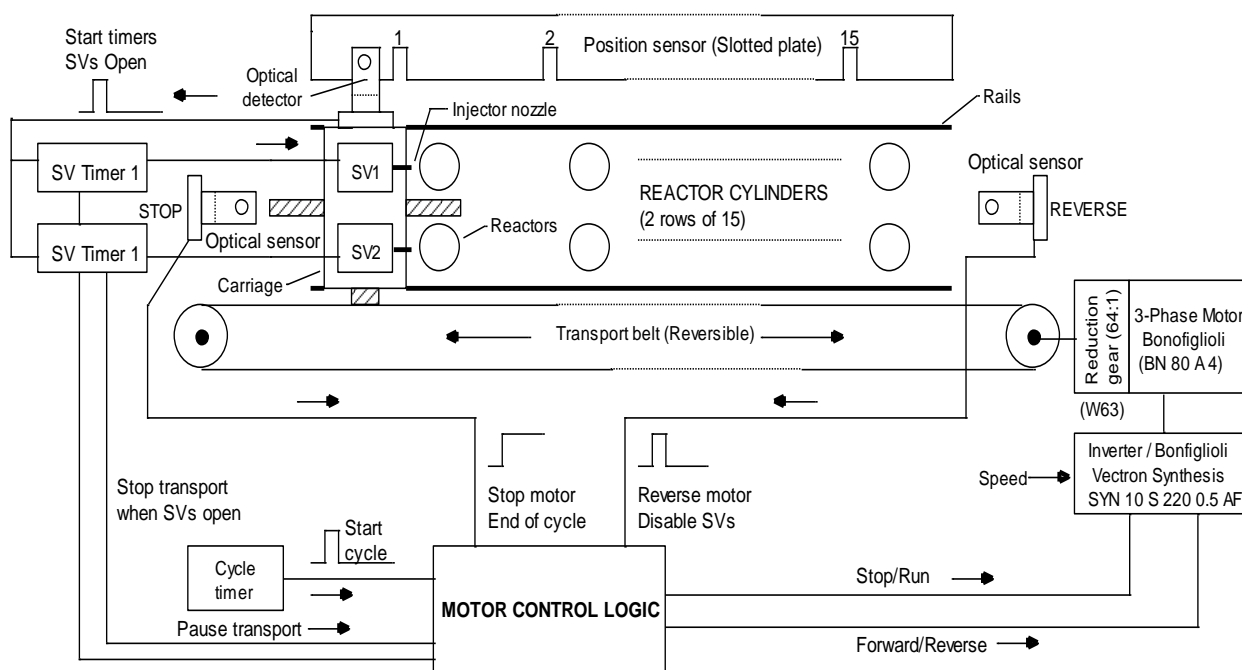 Start timers
SVs Open
1
2
Position sensor (Slotted plate)
15
Optical
detector
Injector nozzle
Rails
SV Timer 1
SV1
STOP
Optical sensor
REACTOR CYLINDERS
(2 rows of 15)
Optical sensor
REVERSE
SV Timer 1
SV2
Reactors
Carriage
Transport belt (Reversible)
Reduction
gear (64:1)
3-Phase Motor
Bonofiglioli
(BN 80 A 4)
(W63)
Inverter / Bonfiglioli
Vectron Synthesis
SYN 10 S 220 0.5 AF
Speed
Stop transport
when SVs open
Stop motor
End of cycle
Reverse motor
Disable SVs
Start
cycle
Cycle
timer
Pause transport
MOTOR CONTROL LOGIC
Stop/Run
Forward/Reverse